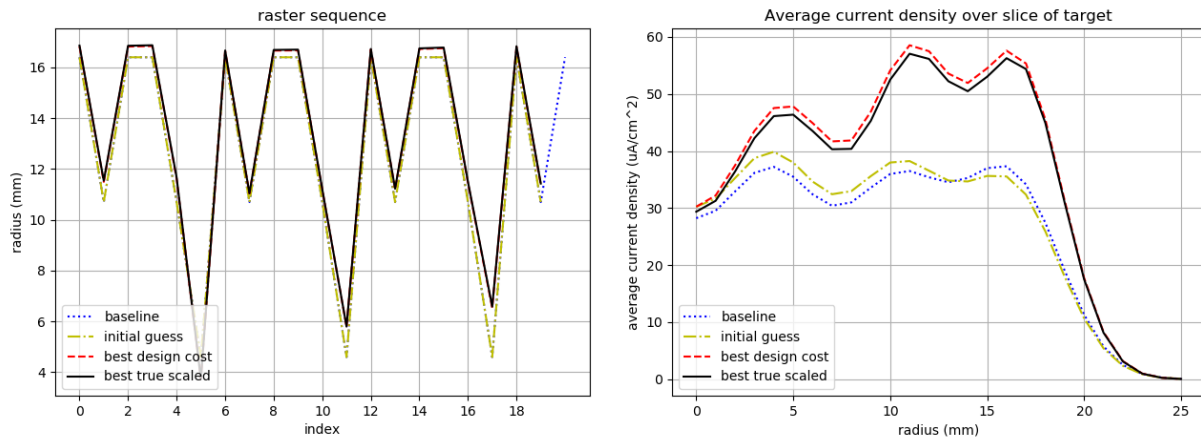 raster sequence
radius (mm)
16
14
12
10
8
6
4
baseline
initial guess
best design cost
best true scaled
0
2
4
6
8
10
12
14
16
18
index
Average current density over slice of target
average current density (uA/cm^2)
60
50
40
30
20
10
0
baseline
initial guess
best design cost
best true scaled
0
5
10
15
20
25
radius (mm)